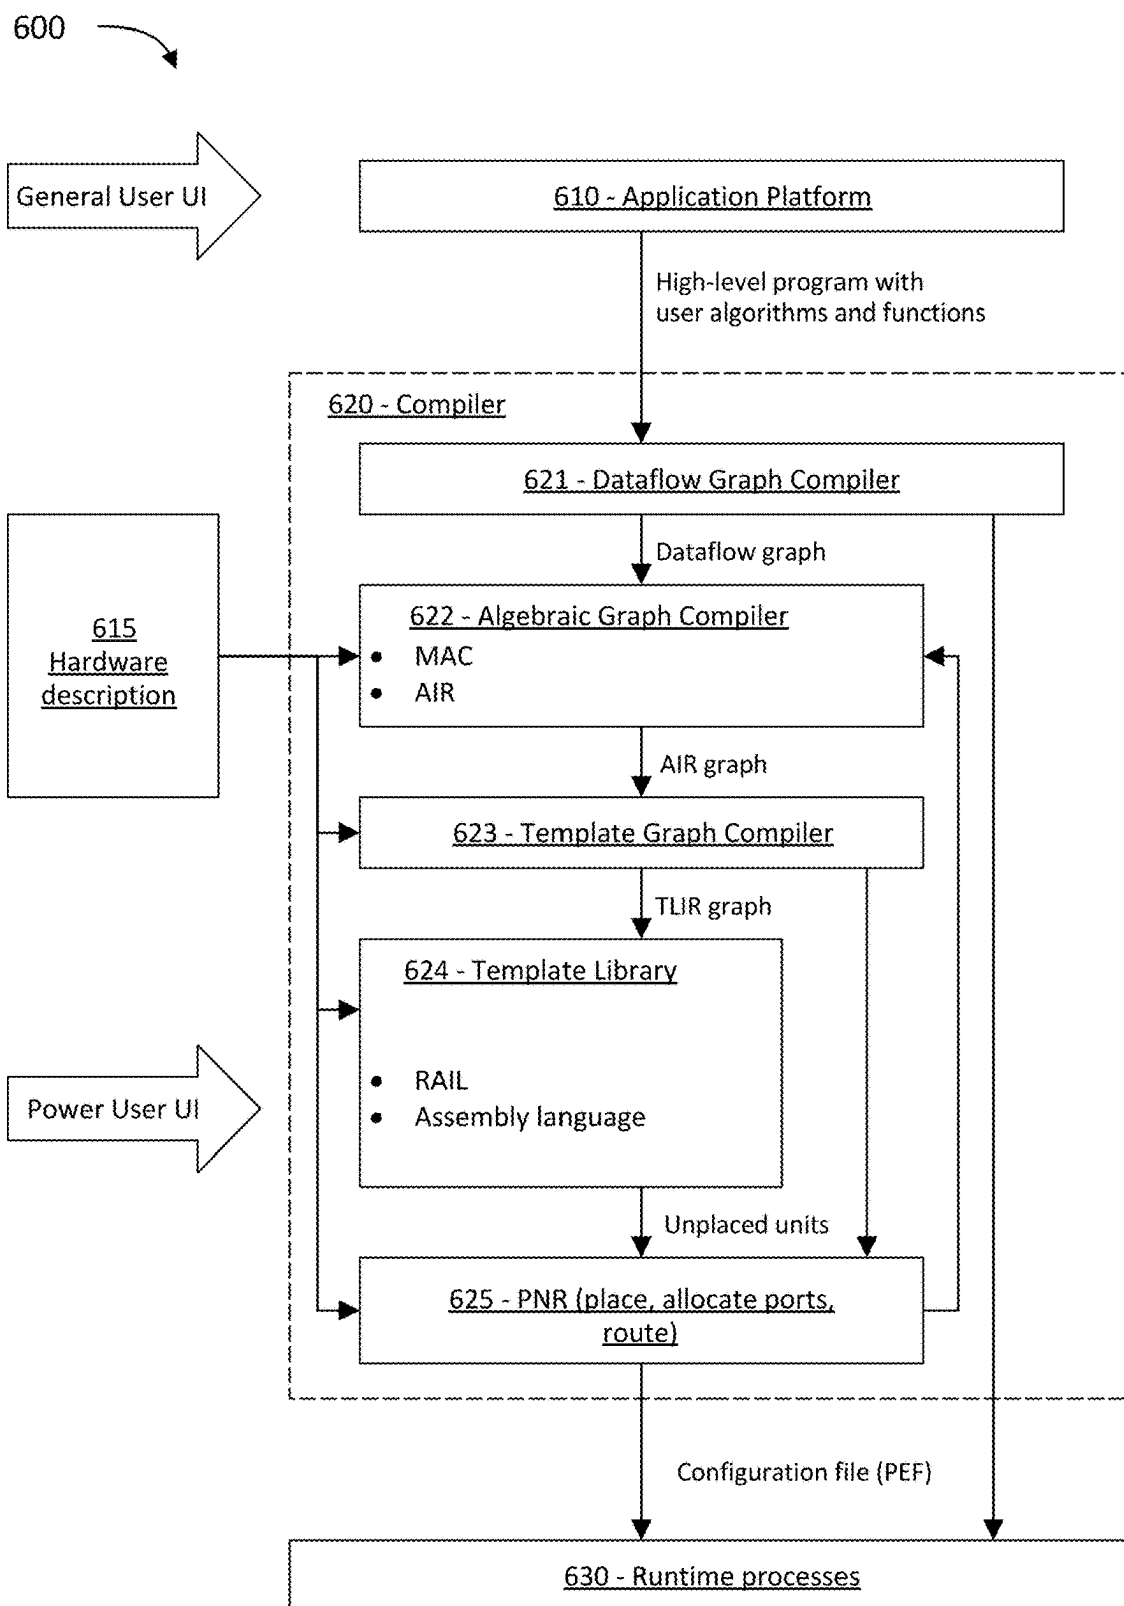 600
General User UI
610 - Application Platform
High-level program with
user algorithms and functions
620 - Compiler
621 - Dataflow Graph Compiler
Dataflow graph
615
Hardware
description
622 - Algebraic Graph Compiler
• MAC
• AIR
AIR graph
623 - Template Graph Compiler
TLIR graph
624 - Template Library
• RAIL
• Assembly language
Power User UI
Unplaced units
625 - PNR (place, allocate ports,
route)
Configuration file (PEF)
630 - Runtime processes